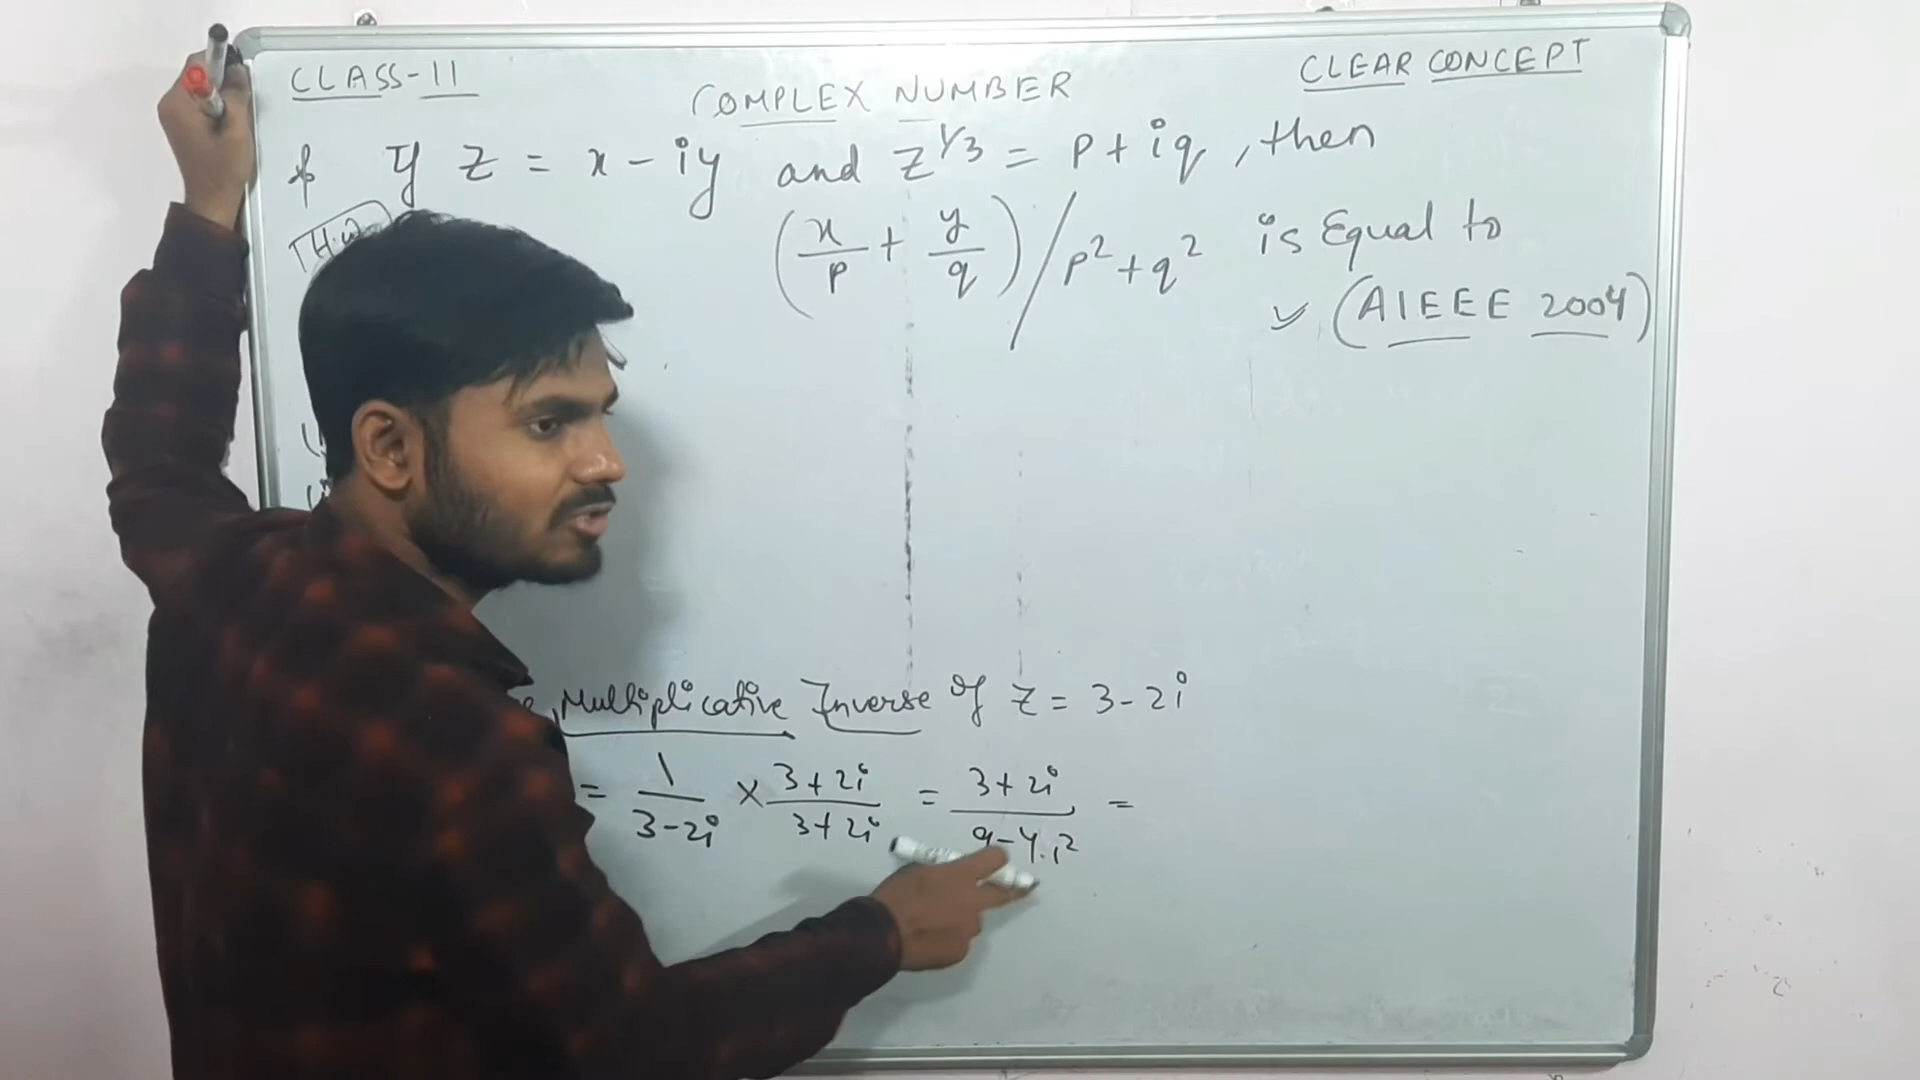 CLASS-11
COMPLEX NUMBER
CLEAR CONCEPT
If z = x - iy and z^1/3 = p + iq, then
(x/p + y/q) / p² + q² is Equal to
(AIEEE 2004)
Multiplicative Inverse of z = 3 - 2i
= 1/(3-2i) × (3+2i)/(3+2i) = (3+2i)/(9-4.i²) =